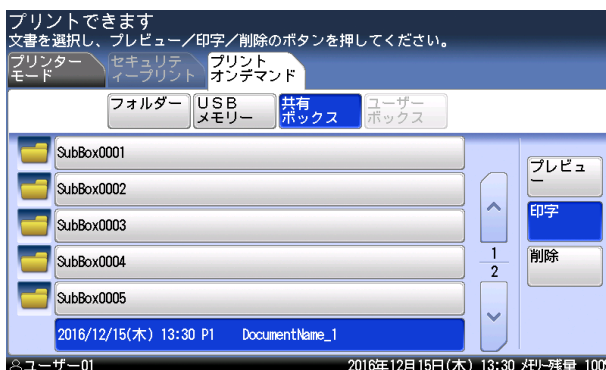 プリントできます
文書を選択し、プレビュー／印字／削除のボタンを押してください。
プリンター
モード
セキュリテ
ィープリント
プリント
オンデマンド
フォルダー
USB
メモリー
共有
ボックス
ユーザー
ボックス
SubBox0001
SubBox0002
SubBox0003
SubBox0004
SubBox0005
2016/12/15(木) 13:30 P1 DocumentName_1
1
2
プレビュ
ー
印字
削除
ユーザー01
2016年12月15日(木) 13:30 メモリー残量 100%